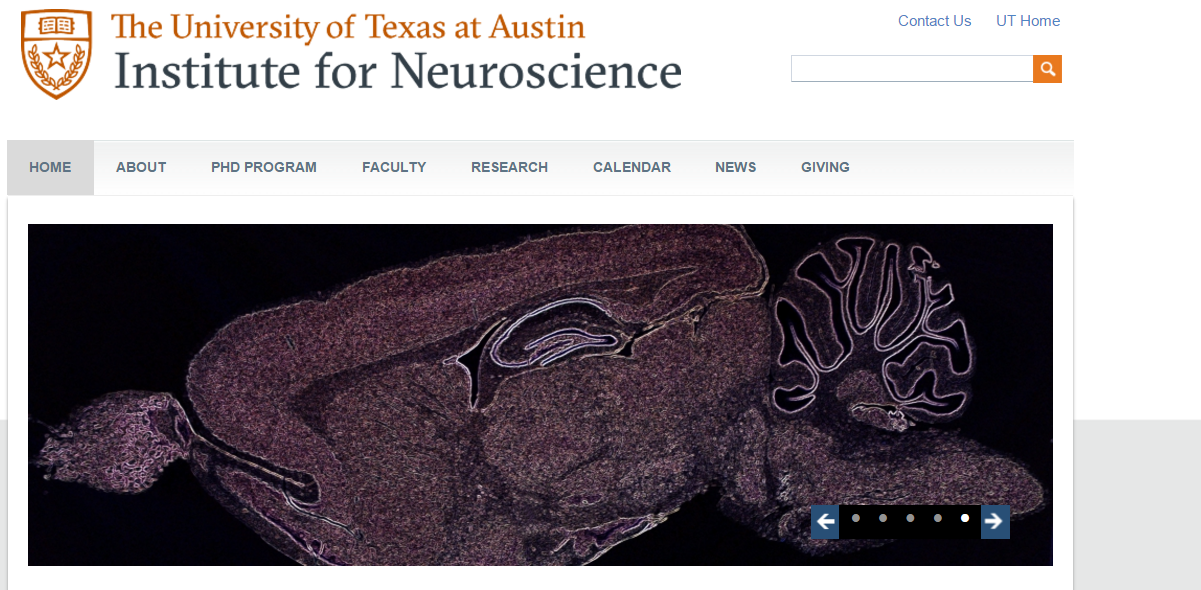 The University of Texas at Austin
Institute for Neuroscience
Contact Us UT Home
HOME ABOUT PHD PROGRAM FACULTY RESEARCH CALENDAR NEWS GIVING